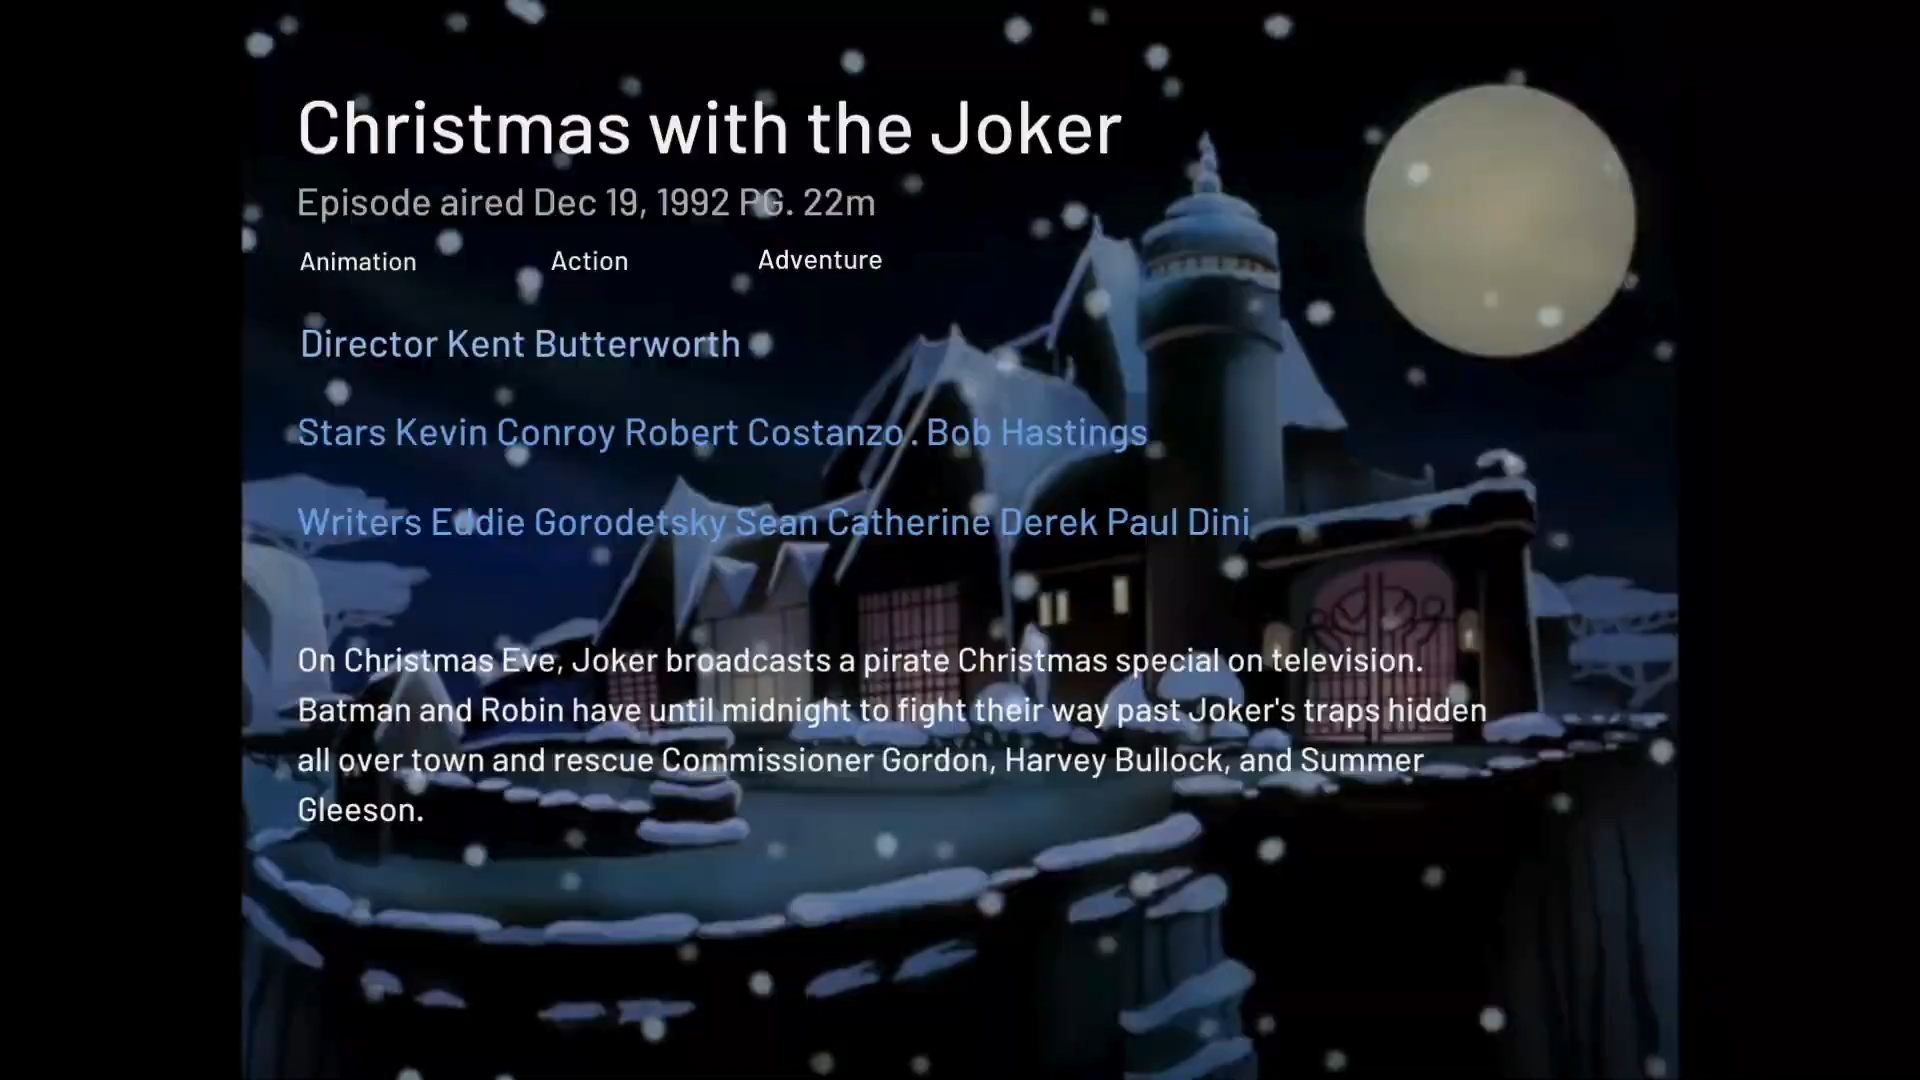 Christmas with the Joker
Episode aired Dec 19, 1992 PG. 22m
Animation Action Adventure
Director Kent Butterworth
Stars Kevin Conroy Robert Costanzo . Bob Hastings
Writers Eddie Gorodetsky Sean Catherine Derek Paul Dini
On Christmas Eve, Joker broadcasts a pirate Christmas special on television.
Batman and Robin have until midnight to fight their way past Joker's traps hidden
all over town and rescue Commissioner Gordon, Harvey Bullock, and Summer
Gleeson.